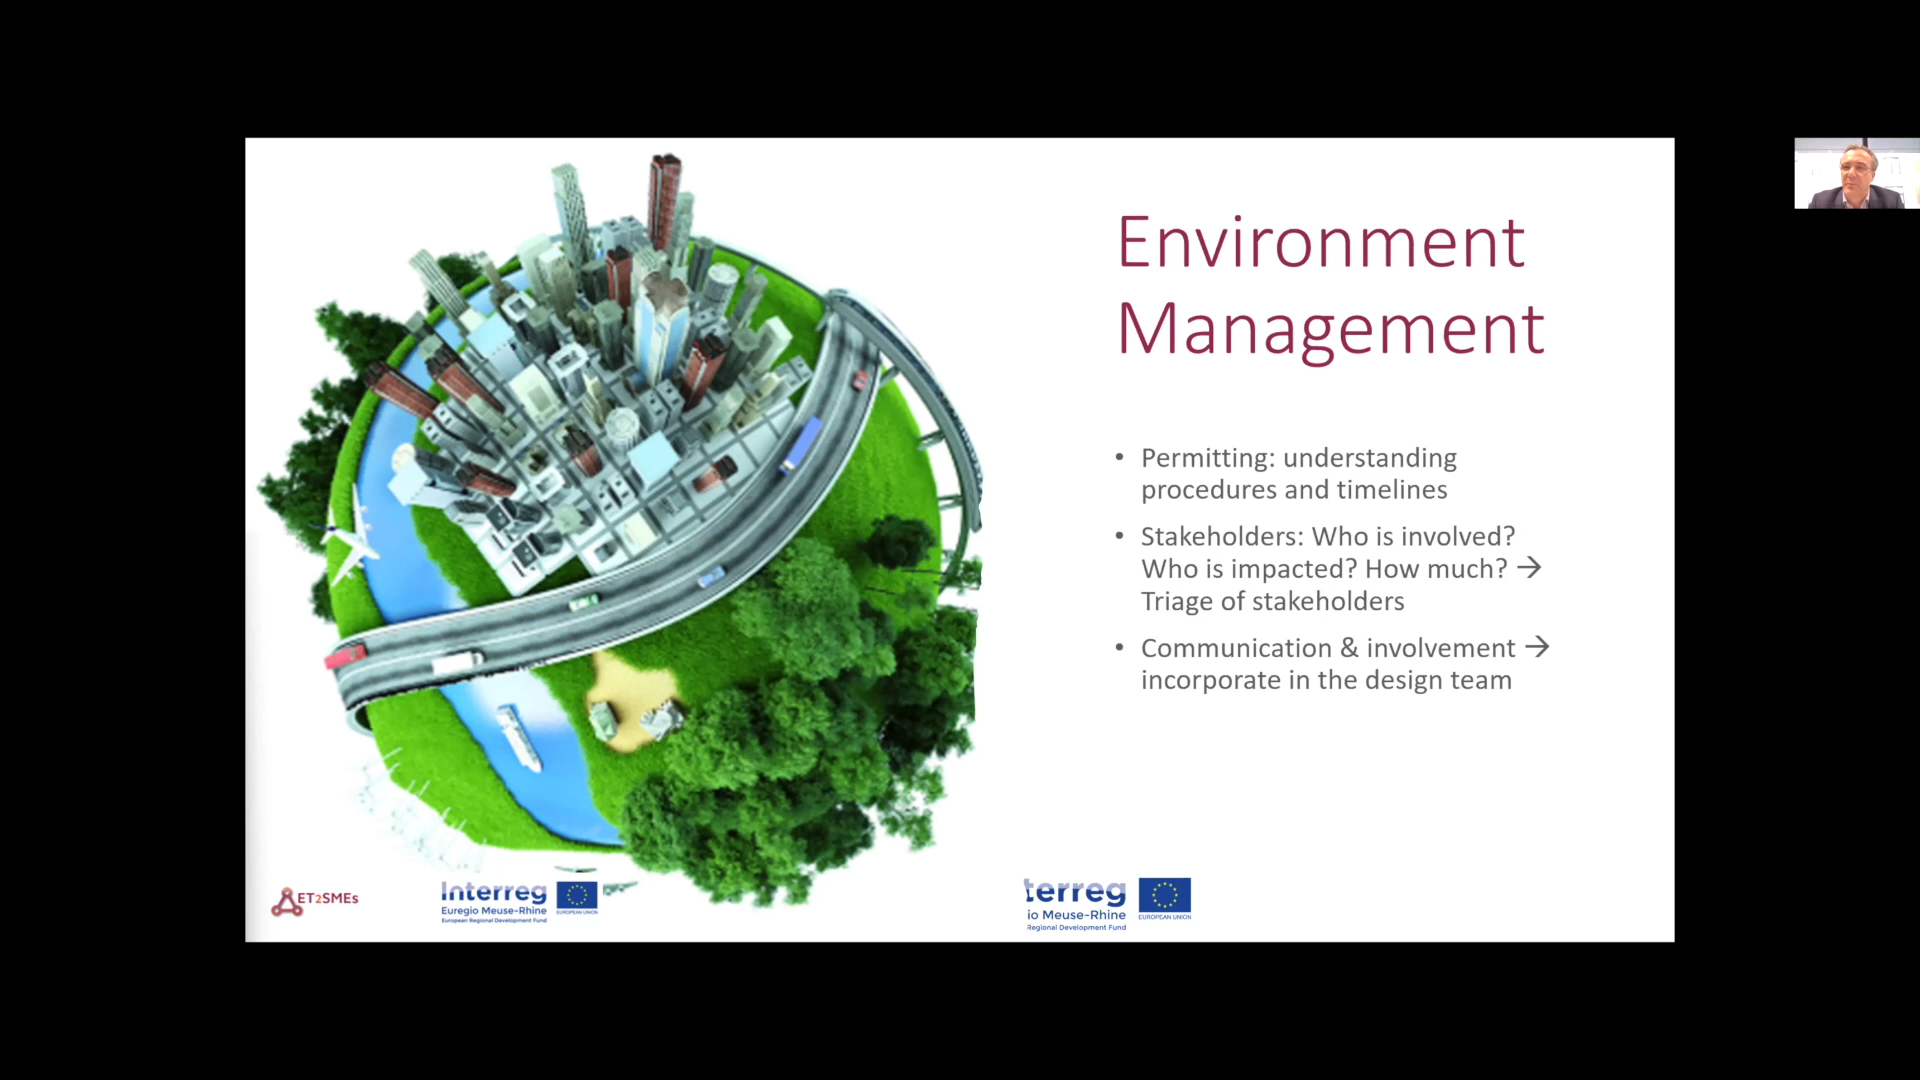 Environment
Management
• Permitting: understanding
procedures and timelines
• Stakeholders: Who is involved?
Who is impacted? How much? →
Triage of stakeholders
• Communication & involvement →
incorporate in the design team
ET2SMEs
Interreg
Euregio Meuse-Rhine
European Regional Development Fund
EUROPEAN UNION
terreg
io Meuse-Rhine
Regional Development Fund
EUROPEAN UNION